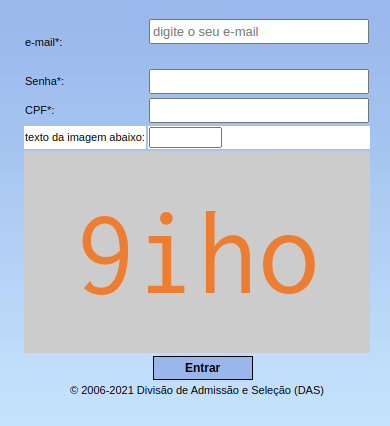 e-mail*: digite o seu e-mail
Senha*:
CPF*:
texto da imagem abaixo:
9iho
Entrar
© 2006-2021 Divisão de Admissão e Seleção (DAS)